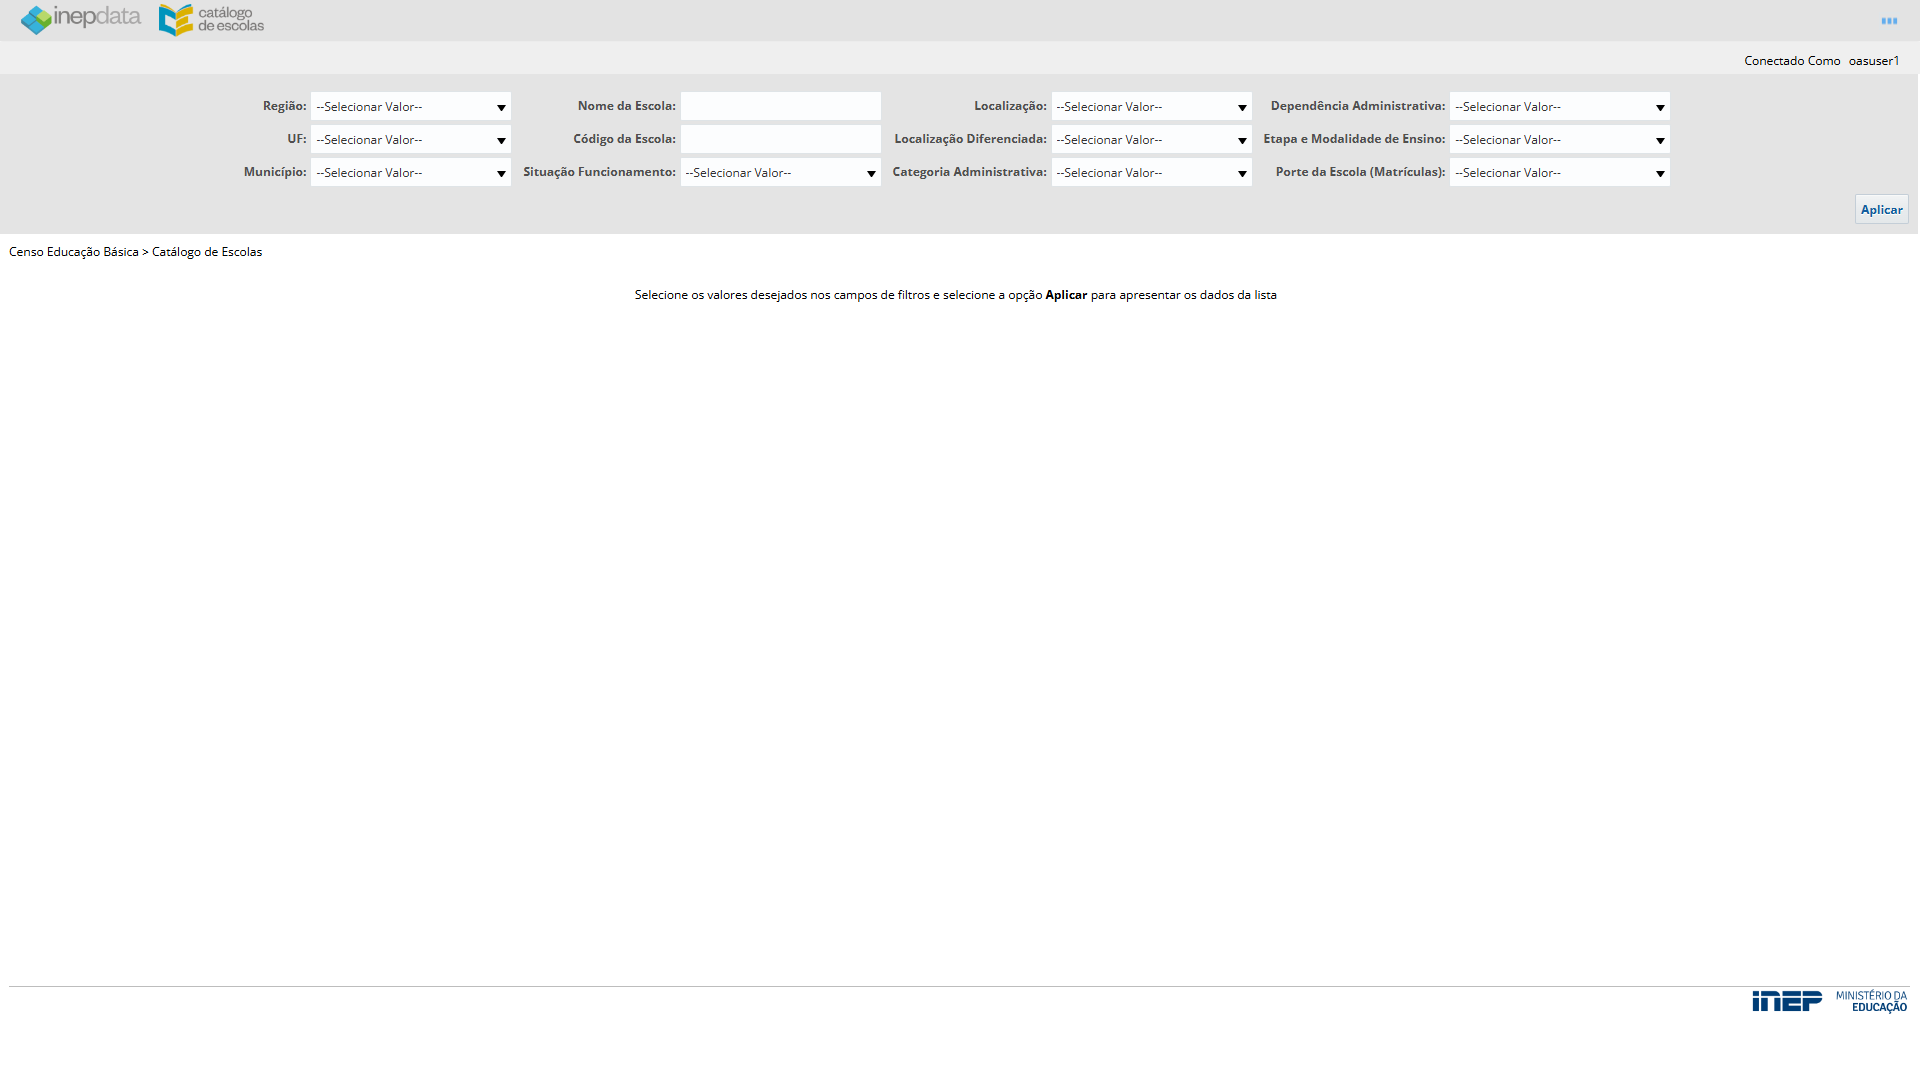 inepdata
catálogo
de escolas
Conectado Como oasuser1
Região: --Selecionar Valor-- Nome da Escola: Localização: --Selecionar Valor-- Dependência Administrativa: --Selecionar Valor--
UF: --Selecionar Valor-- Código da Escola: Localização Diferenciada: --Selecionar Valor-- Etapa e Modalidade de Ensino: --Selecionar Valor--
Município: --Selecionar Valor-- Situação Funcionamento: --Selecionar Valor-- Categoria Administrativa: --Selecionar Valor-- Porte da Escola (Matrículas): --Selecionar Valor--
Aplicar
Censo Educação Básica > Catálogo de Escolas
Selecione os valores desejados nos campos de filtros e selecione a opção Aplicar para apresentar os dados da lista
inep
MINISTÉRIO DA
EDUCAÇÃO